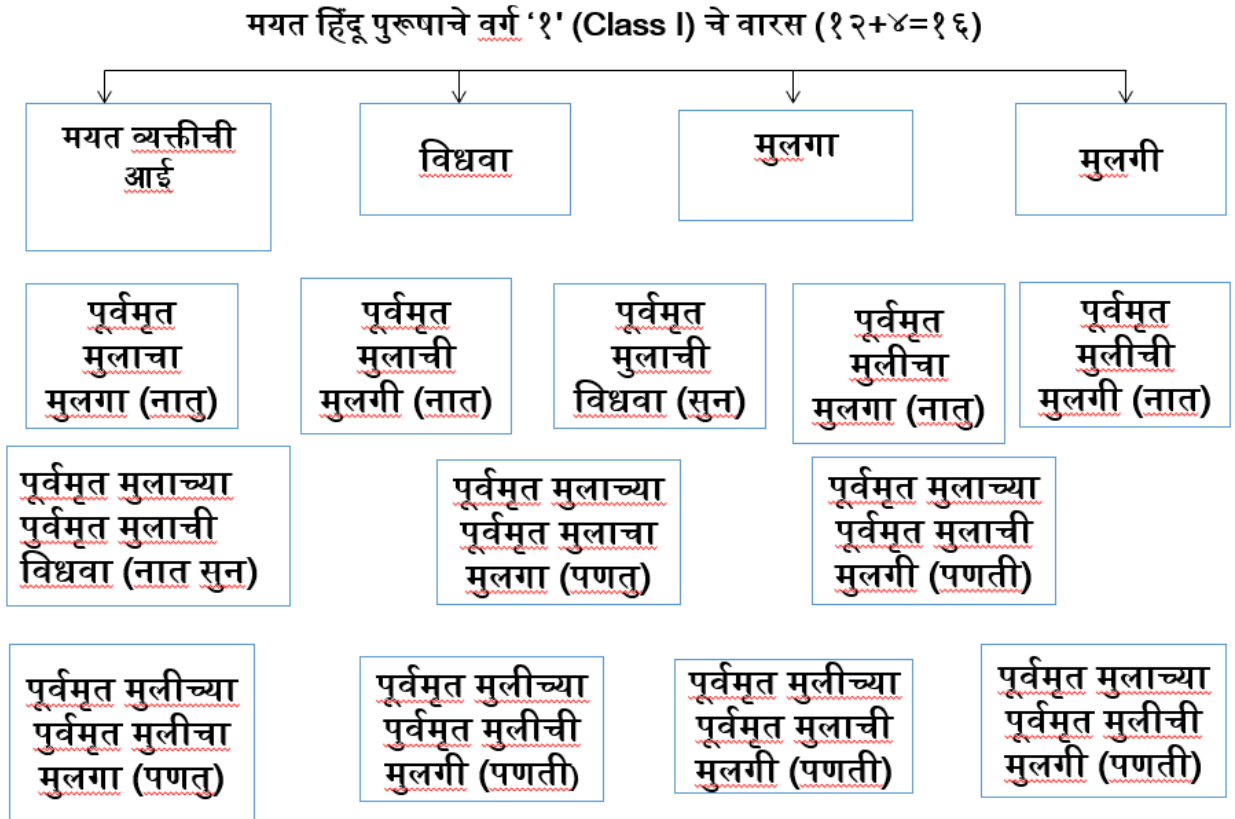 मयत हिंदू पुरूषाचे वर्ग ‘१' (Class I) चे वारस (१२+४=१६)
मयत व्यक्तीची
आई
विधवा
मुलगा
मुलगी
पूर्वमृत
मुलाचा
मुलगा (नातु)
पूर्वमृत
मुलाची
मुलगी (नात)
पूर्वमृत
मुलाची
विधवा (सुन)
पूर्वमृत
मुलीचा
मुलगा (नातु)
पूर्वमृत
मुलीची
मुलगी (नात)
पूर्वमृत मुलाच्या
पुर्वमृत मुलाची
विधवा (नात सुन)
पूर्वमृत मुलाच्या
पूर्वमृत मुलाचा
मुलगा (पणतु)
पूर्वमृत मुलाच्या
पूर्वमृत मुलाची
मुलगी (पणती)
पूर्वमृत मुलीच्या
पुर्वमृत मुलीचा
मुलगा (पणतु)
पूर्वमृत मुलीच्या
पुर्वमृत मुलीची
मुलगी (पणती)
पूर्वमृत मुलीच्या
पूर्वमृत मुलाची
मुलगी (पणती)
पूर्वमृत मुलाच्या
पूर्वमृत मुलीची
मुलगी (पणती)